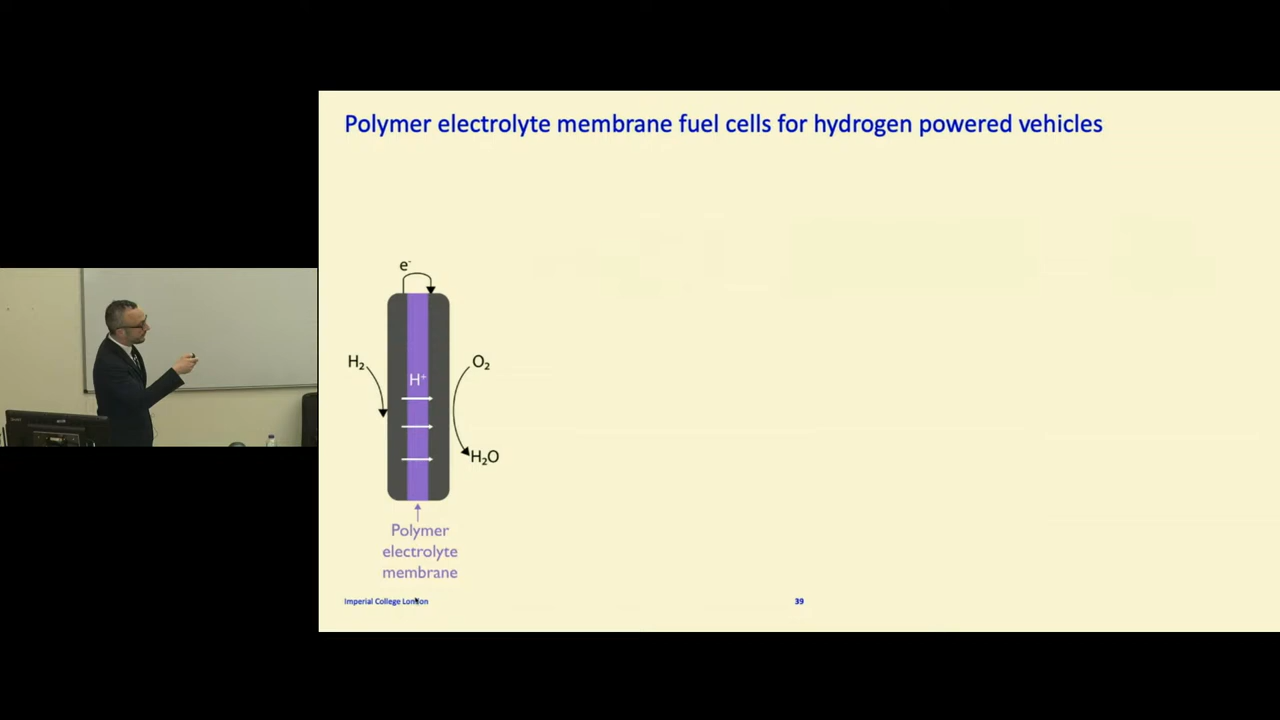 Polymer electrolyte membrane fuel cells for hydrogen powered vehicles
e⁻
H₂
O₂
H⁺
H₂O
Polymer
electrolyte
membrane
Imperial College London
39